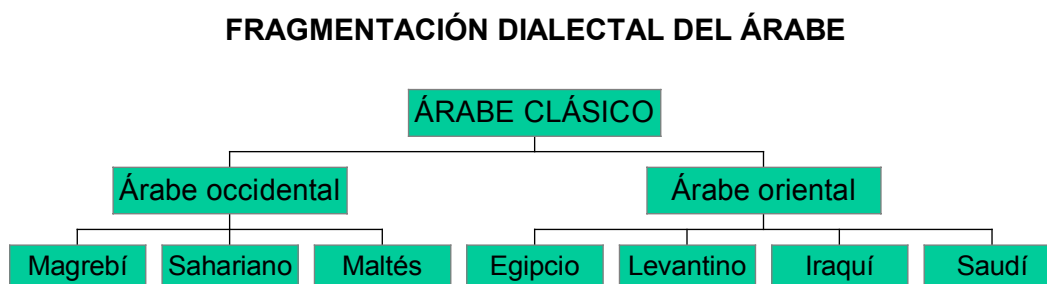 FRAGMENTACIÓN DIALECTAL DEL ÁRABE
ÁRABE CLÁSICO
Árabe occidental
Árabe oriental
Magrebí
Sahariano
Maltés
Egipcio
Levantino
Iraquí
Saudí